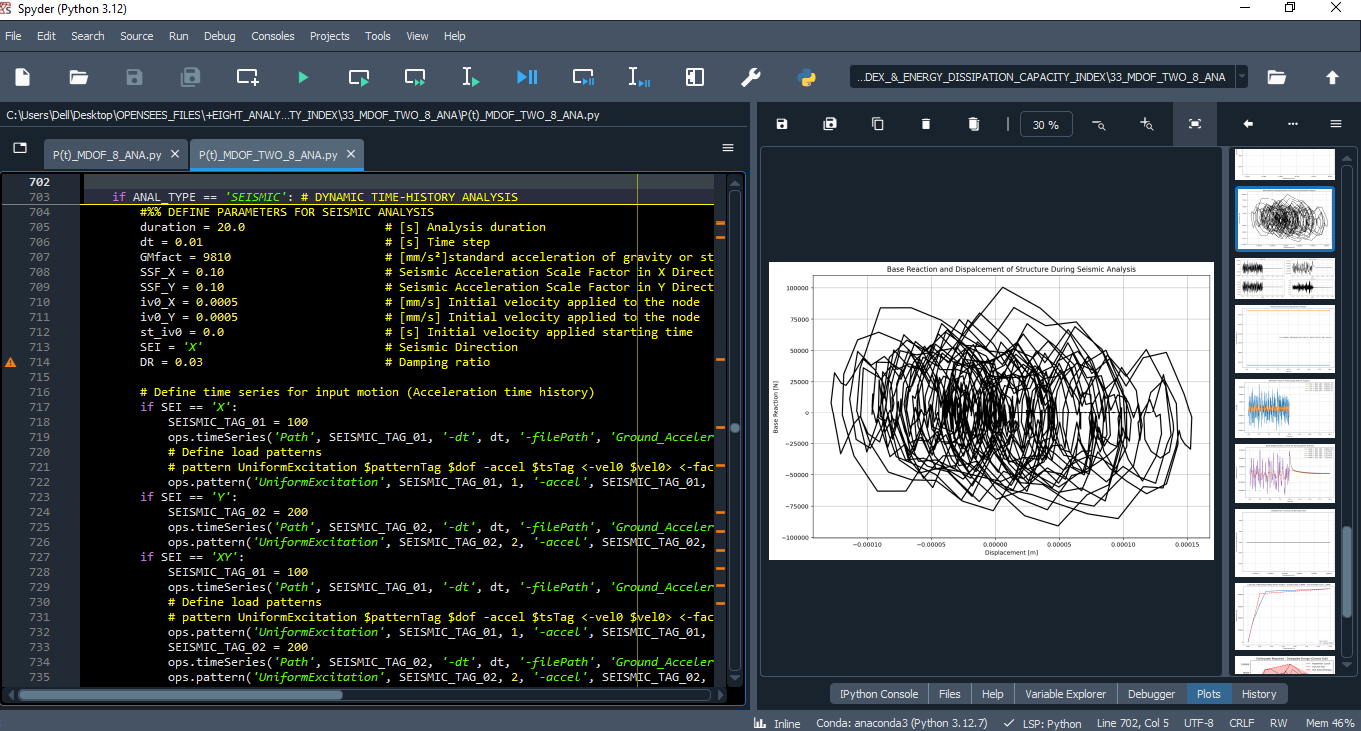 Spyder (Python 3.12)
File Edit Search Source Run Debug Consoles Projects Tools View Help
...DEX_&_ENERGY_DISSIPATION_CAPACITY_INDEX\33_MDOF_TWO_8_ANA
C:\Users\Dell\Desktop\OPENSEES_FILES\+EIGHT_ANALY...TY_INDEX\33_MDOF_TWO_8_ANA\P(t)_MDOF_TWO_8_ANA.py
P(t)_MDOF_8_ANA.py
P(t)_MDOF_TWO_8_ANA.py
702
703 if ANAL_TYPE == 'SEISMIC': # DYNAMIC TIME-HISTORY ANALYSIS
704 #%% DEFINE PARAMETERS FOR SEISMIC ANALYSIS
705 duration = 20.0 # [s] Analysis duration
706 dt = 0.01 # [s] Time step
707 GMfact = 9810 # [mm/s²]standard acceleration of gravity or st
708 SSF_X = 0.10 # Seismic Acceleration Scale Factor in X Direct
709 SSF_Y = 0.10 # Seismic Acceleration Scale Factor in Y Direct
710 iv0_X = 0.0005 # [mm/s] Initial velocity applied to the node
711 iv0_Y = 0.0005 # [mm/s] Initial velocity applied to the node
712 st_iv0 = 0.0 # [s] Initial velocity applied starting time
713 SEI = 'X' # Seismic Direction
714 DR = 0.03 # Damping ratio
715
716 # Define time series for input motion (Acceleration time history)
717 if SEI == 'X':
718 SEISMIC_TAG_01 = 100
719 ops.timeSeries('Path', SEISMIC_TAG_01, '-dt', dt, '-filePath', 'Ground_Acceler
720 # Define load patterns
721 # pattern UniformExcitation $patternTag $dof -accel $tsTag <-vel0 $vel0> <-fac
722 ops.pattern('UniformExcitation', SEISMIC_TAG_01, 1, '-accel', SEISMIC_TAG_01,
723 if SEI == 'Y':
724 SEISMIC_TAG_02 = 200
725 ops.timeSeries('Path', SEISMIC_TAG_02, '-dt', dt, '-filePath', 'Ground_Acceler
726 ops.pattern('UniformExcitation', SEISMIC_TAG_02, 2, '-accel', SEISMIC_TAG_02,
727 if SEI == 'XY':
728 SEISMIC_TAG_01 = 100
729 ops.timeSeries('Path', SEISMIC_TAG_01, '-dt', dt, '-filePath', 'Ground_Acceler
730 # Define load patterns
731 # pattern UniformExcitation $patternTag $dof -accel $tsTag <-vel0 $vel0> <-fac
732 ops.pattern('UniformExcitation', SEISMIC_TAG_01, 1, '-accel', SEISMIC_TAG_01,
733 SEISMIC_TAG_02 = 200
734 ops.timeSeries('Path', SEISMIC_TAG_02, '-dt', dt, '-filePath', 'Ground_Acceler
735 ops.pattern('UniformExcitation', SEISMIC_TAG_02, 2, '-accel', SEISMIC_TAG_02,
30 %
Base Reaction and Dispalcement of Structure During Seismic Analysis
100000
75000
50000
25000
0
−25000
−50000
−75000
−100000
Base Reaction [N]
−0.00010 −0.00005 0.00000 0.00005 0.00010 0.00015
Displacement [m]
IPython Console Files Help Variable Explorer Debugger Plots History
Inline Conda: anaconda3 (Python 3.12.7) LSP: Python Line 702, Col 5 UTF-8 CRLF RW Mem 46%